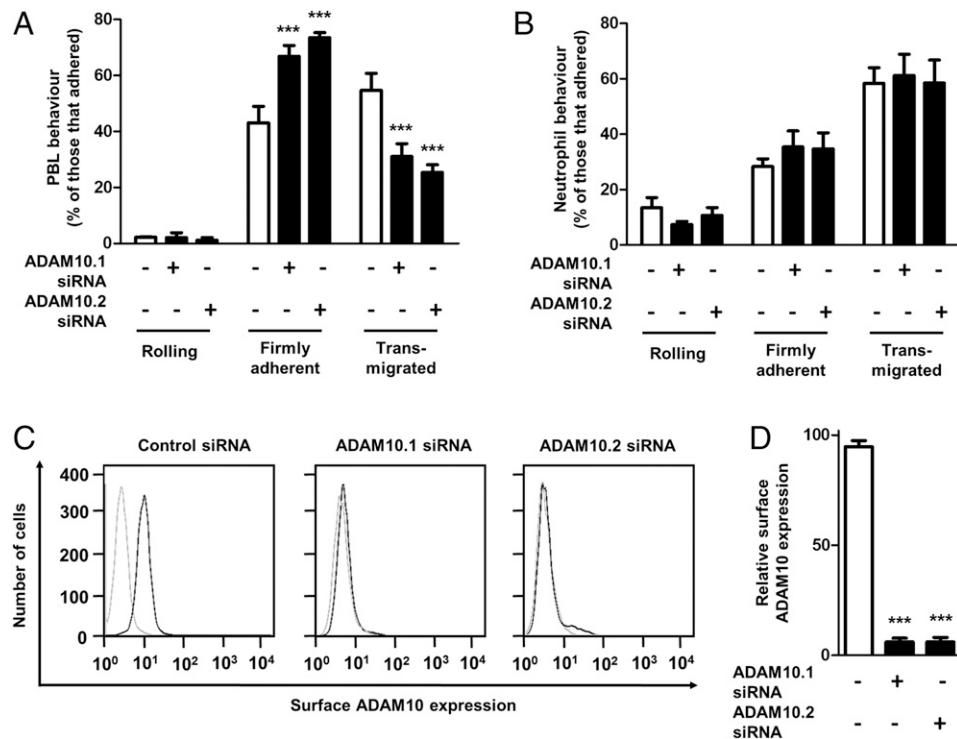 A
PBL behaviour
(% of those that adhered)
80
60
40
20
0
*** *** *** ***
ADAM10.1
siRNA
- + - - + - - + -
ADAM10.2
siRNA
- - + - - + - - +
Rolling
Firmly
adherent
Trans-
migrated
B
Neutrophil behaviour
(% of those that adhered)
80
60
40
20
0
ADAM10.1
siRNA
- + - - + - - + -
ADAM10.2
siRNA
- - + - - + - - +
Rolling
Firmly
adherent
Trans-
migrated
C
Control siRNA ADAM10.1 siRNA ADAM10.2 siRNA
Number of cells
400
300
200
100
0
10⁰ 10¹ 10² 10³ 10⁴ 10⁰ 10¹ 10² 10³ 10⁴ 10⁰ 10¹ 10² 10³ 10⁴
Surface ADAM10 expression
D
Relative surface
ADAM10 expression
100
50
0
*** ***
ADAM10.1
siRNA
- + -
ADAM10.2
siRNA
- - +